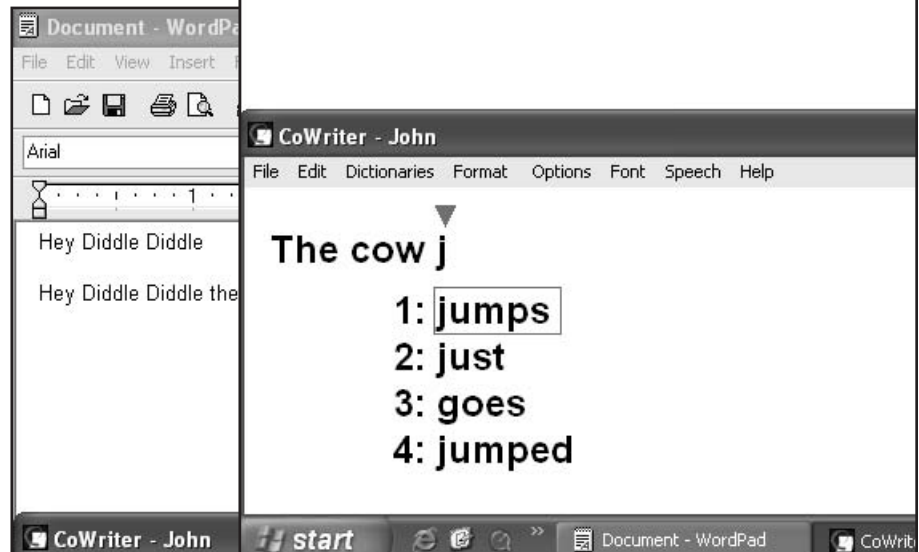 Document - WordPa
File Edit View Insert
Arial
1
Hey Diddle Diddle
Hey Diddle Diddle the
CoWriter - John
CoWriter - John
File Edit Dictionaries Format Options Font Speech Help
The cow j
1: jumps
2: just
3: goes
4: jumped
start
Document - WordPad
CoWrit